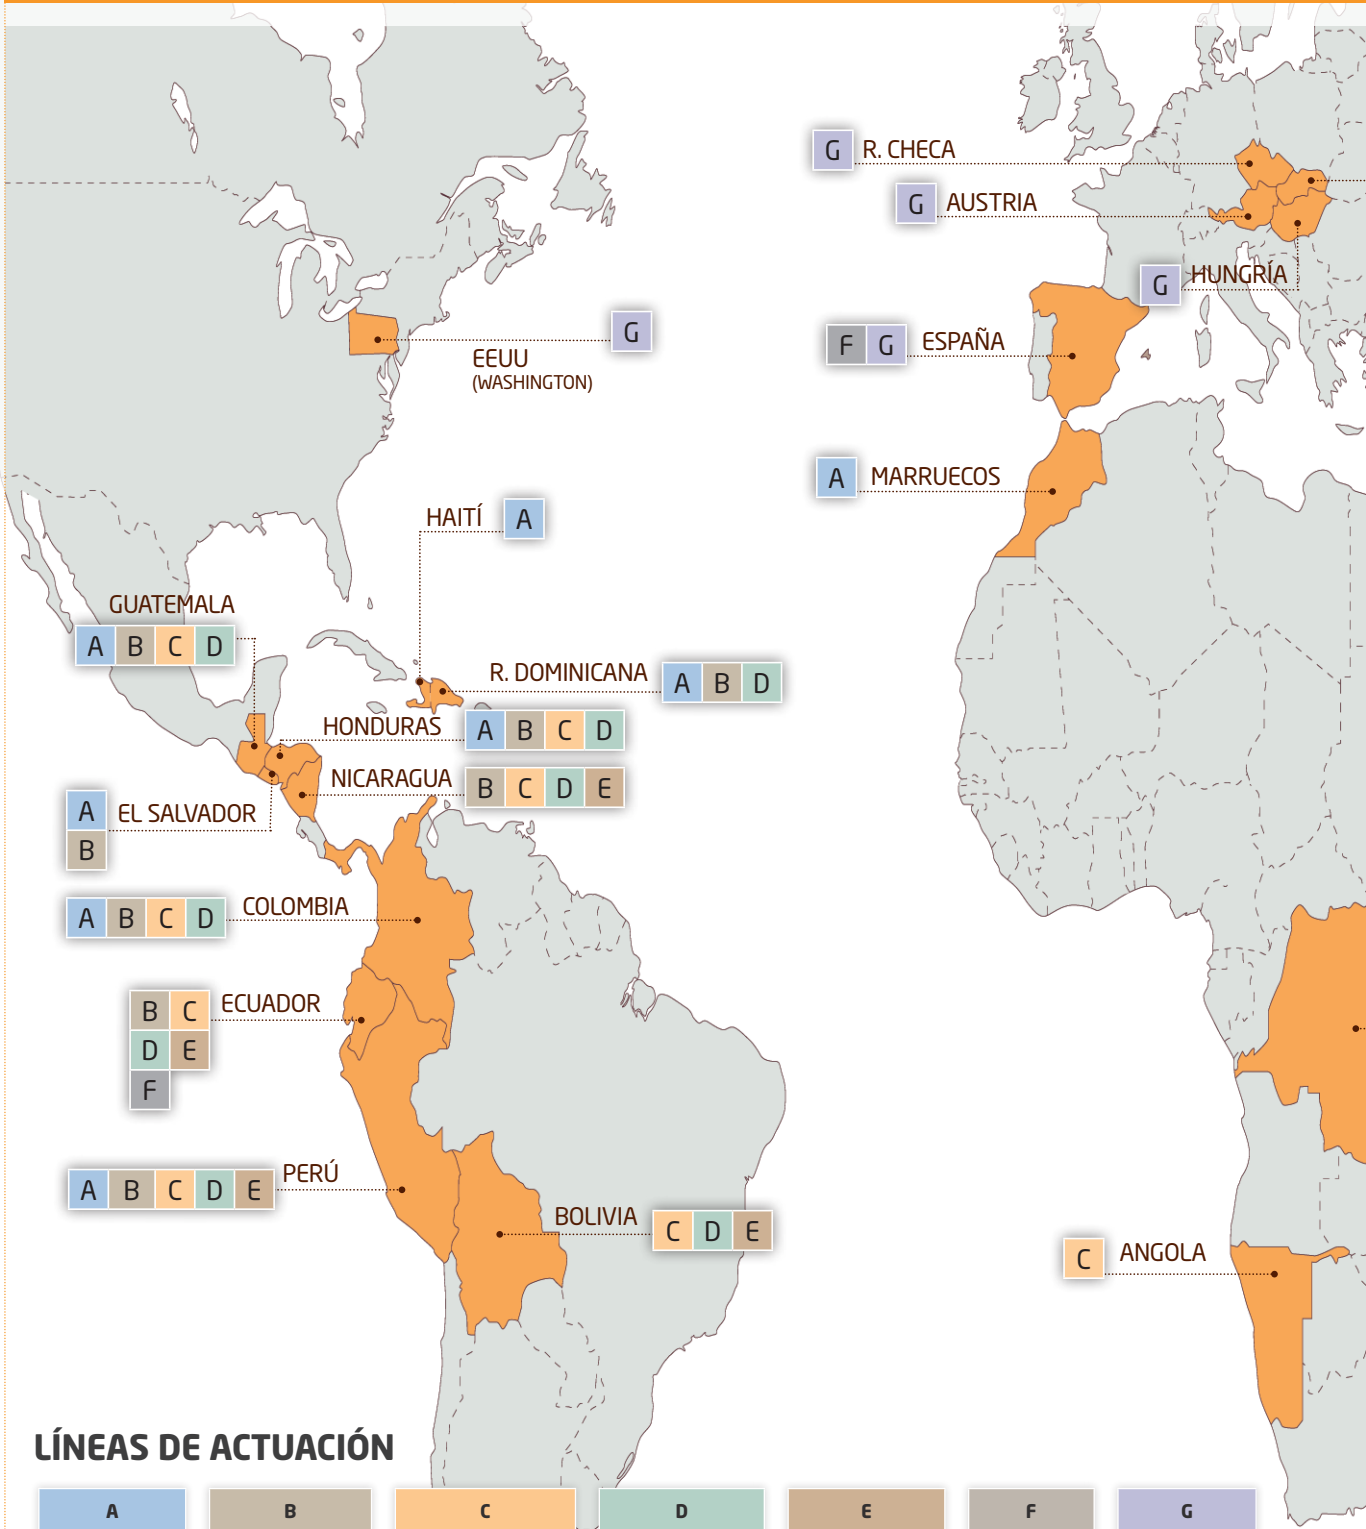 G R. CHECA
G AUSTRIA
G HUNGRÍA
G
EEUU
(WASHINGTON)
F G ESPAÑA
A MARRUECOS
HAITÍ A
GUATEMALA
A B C D
R. DOMINICANA A B D
HONDURAS A B C D
NICARAGUA B C D E
A
B
EL SALVADOR
A B C D COLOMBIA
B C
D E
F
ECUADOR
A B C D E PERÚ
BOLIVIA C D E
C ANGOLA
LÍNEAS DE ACTUACIÓN
A B C D E F G